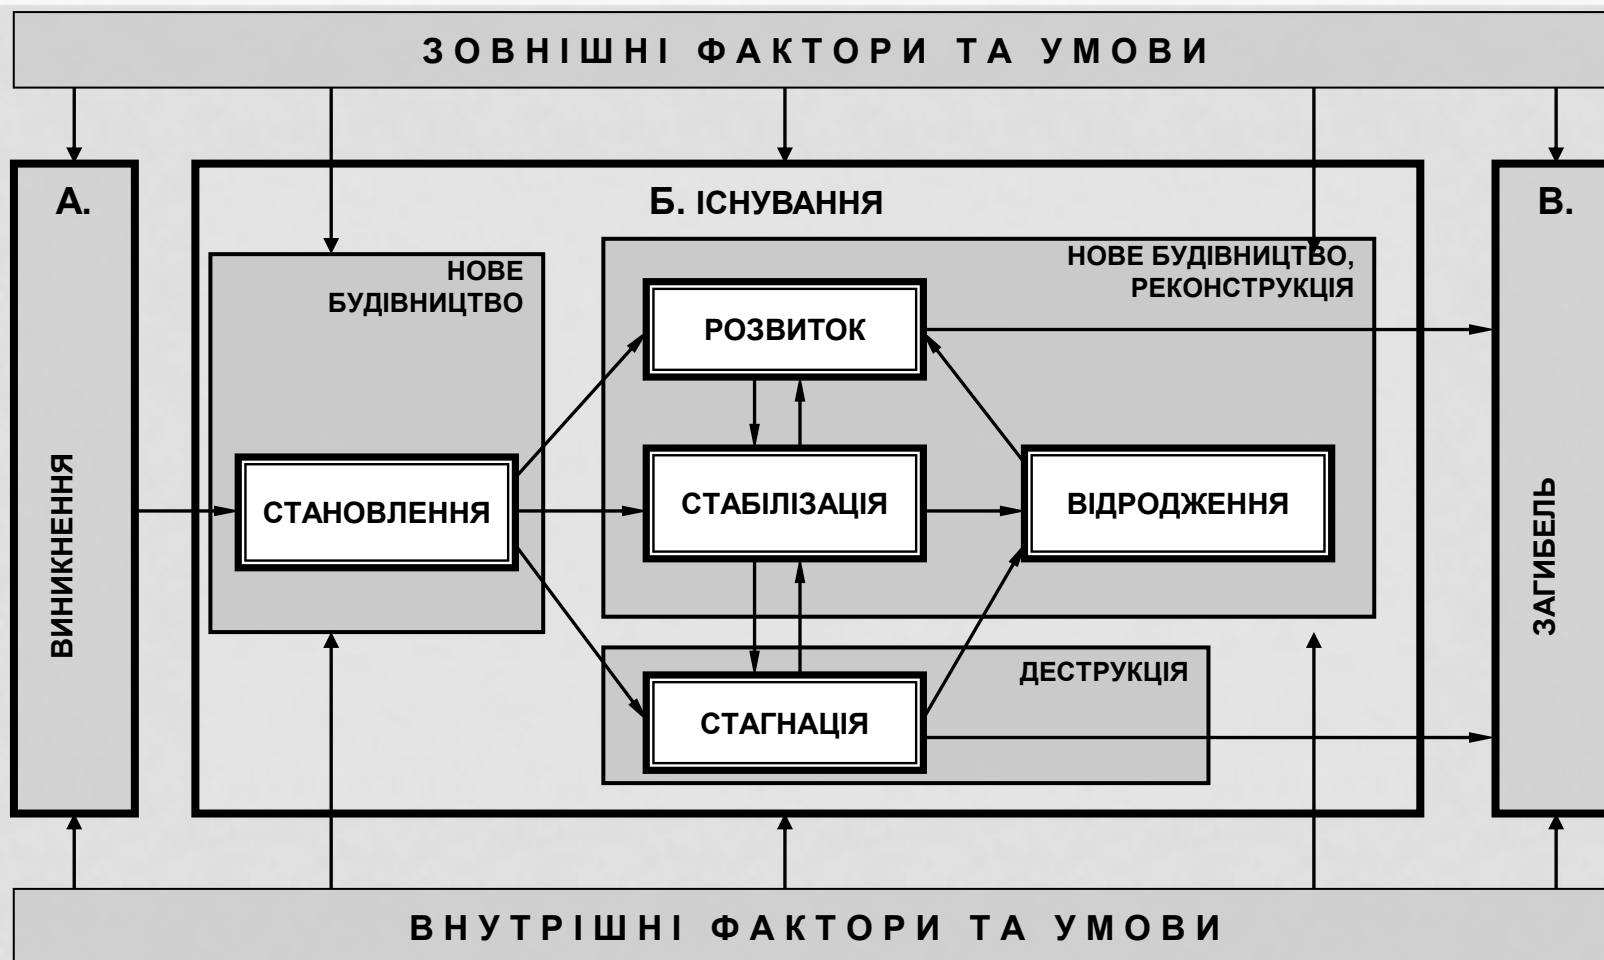 ЗОВНІШНІ ФАКТОРИ ТА УМОВИ
А.
Б. ІСНУВАННЯ
В.
НОВЕ
БУДІВНИЦТВО
НОВЕ БУДІВНИЦТВО,
РЕКОНСТРУКЦІЯ
РОЗВИТОК
ВИНИКНЕННЯ
СТАНОВЛЕННЯ
СТАБІЛІЗАЦІЯ
ВІДРОДЖЕННЯ
ЗАГИБЕЛЬ
ДЕСТРУКЦІЯ
СТАГНАЦІЯ
ВНУТРІШНІ ФАКТОРИ ТА УМОВИ